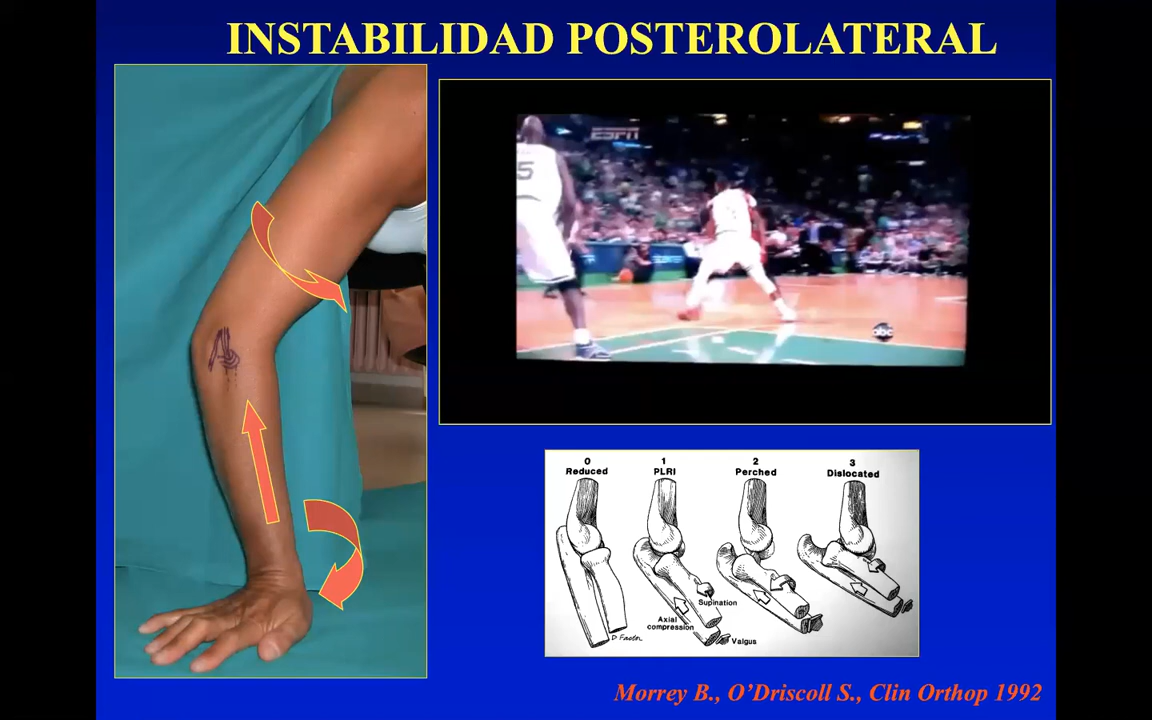 INSTABILIDAD POSTEROLATERAL
ESPN
5
abc
0
Reduced
1
PLRI
2
Perched
3
Dislocated
Supination
Axial
compression
Valgus
Morrey B., O’Driscoll S., Clin Orthop 1992